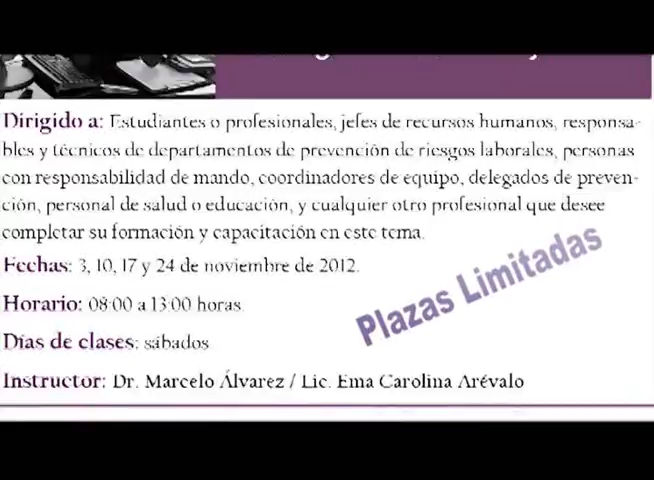 Dirigido a: Estudiantes o profesionales, jefes de recursos humanos, responsa-
bles y técnicos de departamentos de prevención de riesgos laborales, personas
con responsabilidad de mando, coordinadores de equipo, delegados de preven-
ción, personal de salud o educación, y cualquier otro profesional que desee
completar su formación y capacitación en este tema.
Fechas: 3, 10, 17 y 24 de noviembre de 2012.
Plazas Limitadas
Horario: 08:00 a 13:00 horas.
Días de clases: sábados
Instructor: Dr. Marcelo Álvarez / Lic. Ema Carolina Arévalo